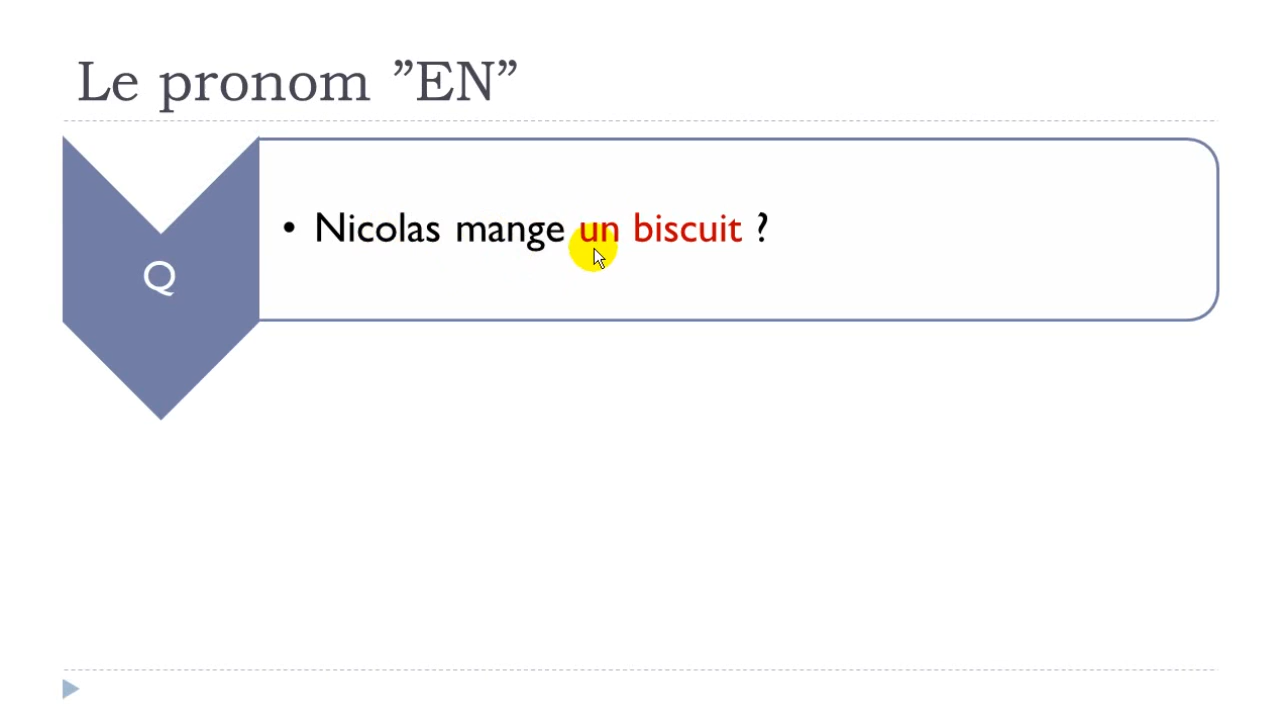 Le pronom ”EN”
Q
• Nicolas mange un biscuit ?